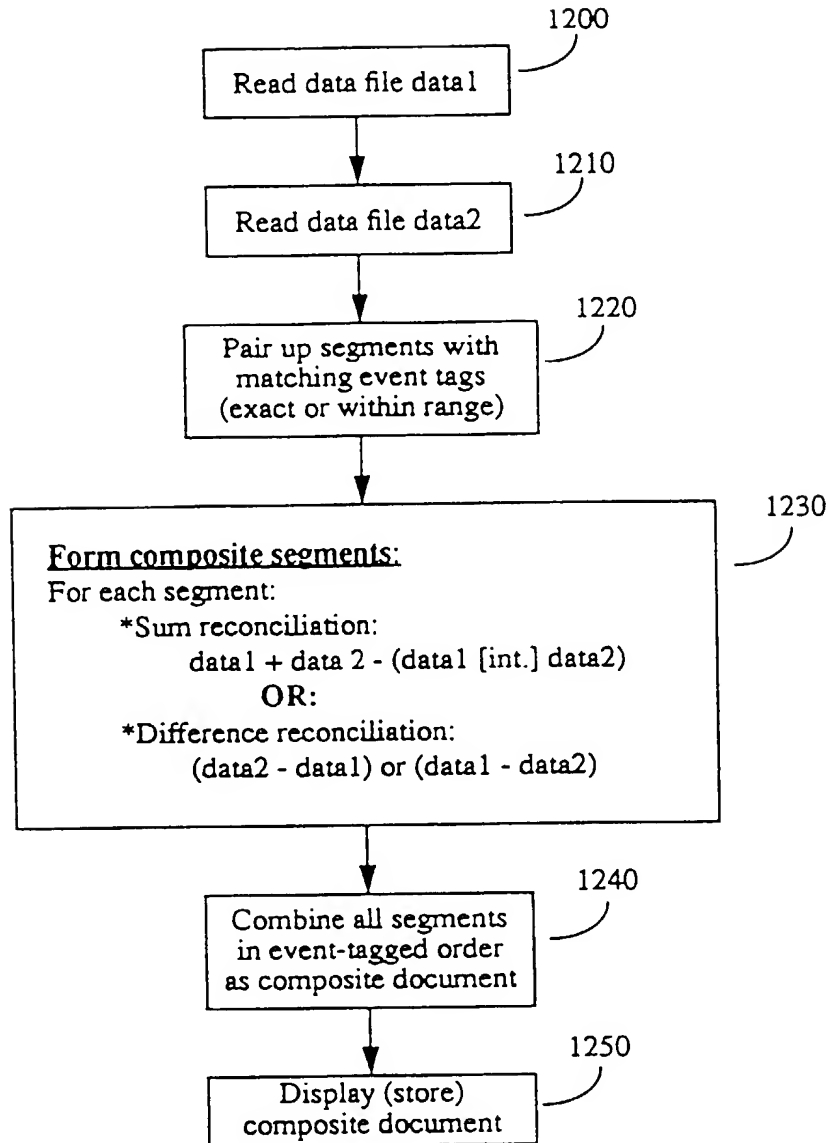 1200
Read data file data1
1210
Read data file data2
1220
Pair up segments with
matching event tags
(exact or within range)
1230
Form composite segments:
For each segment:
*Sum reconciliation:
data1 + data 2 - (data1 [int.] data2)
OR:
*Difference reconciliation:
(data2 - data1) or (data1 - data2)
1240
Combine all segments
in event-tagged order
as composite document
1250
Display (store)
composite document